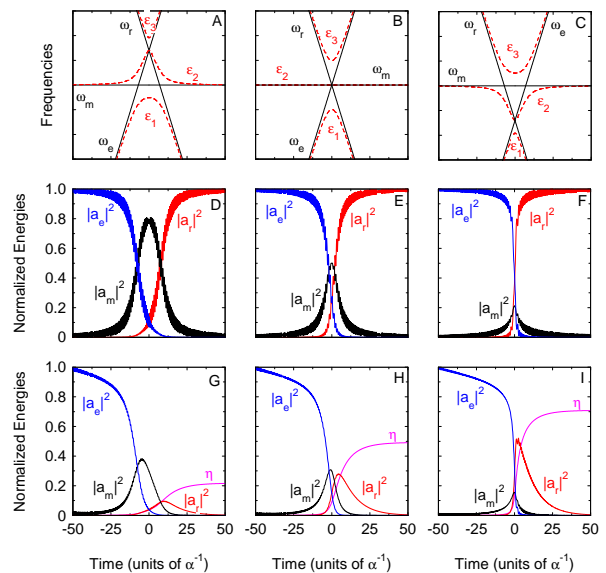 A
B
C
ω_r
ε_3
ε_2
ω_m
ε_1
ω_e
Frequencies
ω_r
ε_3
ε_2
ω_m
ε_1
ω_e
ω_r
ω_e
ε_3
ω_m
ε_2
ε_1
1.0
0.8
0.6
0.4
0.2
0
Normalized Energies
D
|a_e|^2
|a_r|^2
|a_m|^2
E
|a_e|^2
|a_r|^2
|a_m|^2
F
|a_e|^2
|a_r|^2
|a_m|^2
1.0
0.8
0.6
0.4
0.2
0
Normalized Energies
G
|a_e|^2
η
|a_m|^2
|a_r|^2
H
|a_e|^2
η
|a_m|^2
|a_r|^2
I
|a_e|^2
η
|a_r|^2
|a_m|^2
-50 -25 0 25 50
-50 -25 0 25 50
-50 -25 0 25 50
Time (units of α^-1)
Time (units of α^-1)
Time (units of α^-1)